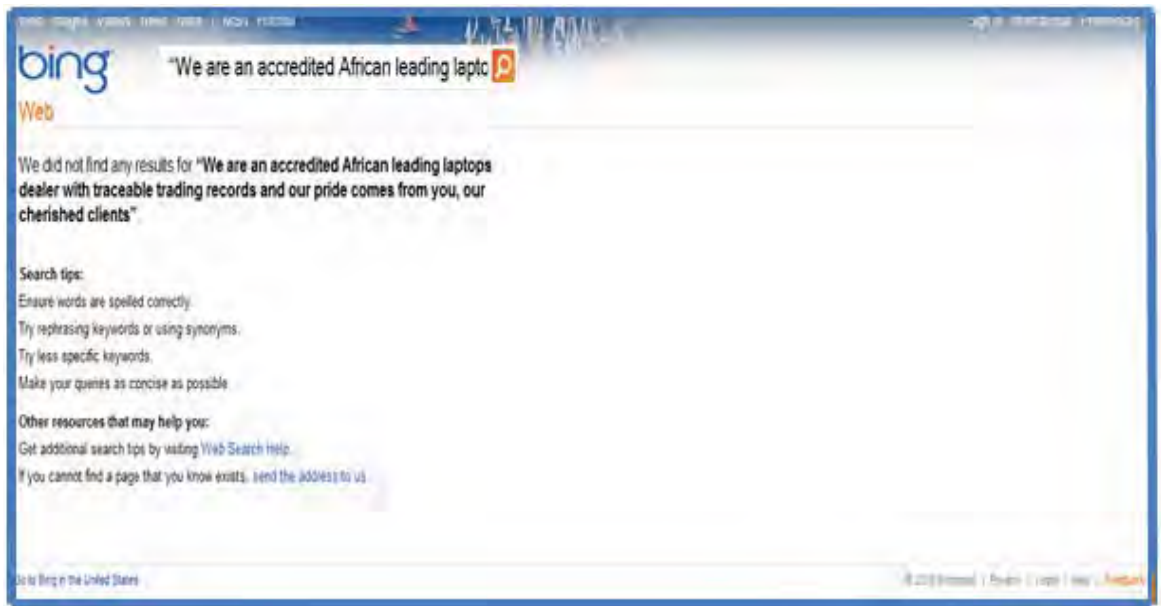 bing
"We are an accredited African leading laptc
Web
We did not find any results for "We are an accredited African leading laptops
dealer with traceable trading records and our pride comes from you, our
cherished clients"
Search tips:
Ensure words are spelled correctly.
Try rephrasing keywords or using synonyms.
Try less specific keywords.
Make your queries as concise as possible
Other resources that may help you:
Get additional search tips by visiting Web Search Help.
If you cannot find a page that you know exists, send the address to us
Go to Bing in the United States